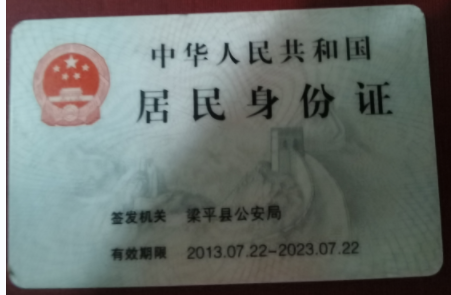 中华人民共和国
居民身份证
签发机关 梁平县公安局
有效期限 2013.07.22-2023.07.22